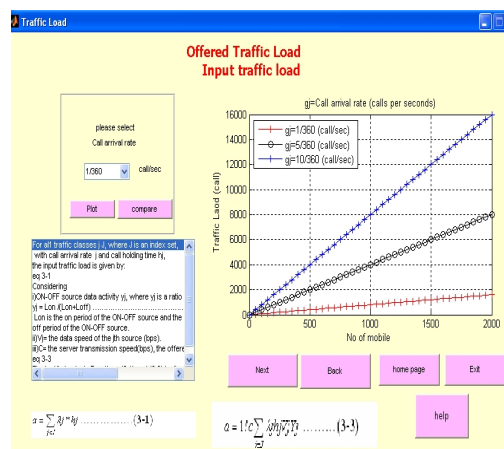 Traffic Load
Offered Traffic Load
Input traffic load
please select
Call arrival rate
1/360
call/sec
Plot
compare
For all traffic classes j J, where J is an index set,
with call arrival rate j and call holding time hj,
the input traffic load is given by:
eq 3-1
Considering
i)ON-OFF source data activity yj, where yj is a ratio
yj = Lon /(Lon+Loff)
Lon is the on period of the ON-OFF source and the
off period of the ON-OFF source.
ii)Vj= the data speed of the jth source (bps).
iii)C= the server transmission speed(bps), the offere
eq 3-3
gj=Call arrival rate (calls per seconds)
gj=1/360 (call/sec)
gj=5/360 (call/sec)
gj=10/360 (call/sec)
16000
14000
12000
10000
8000
6000
4000
2000
0
Traffic Laod (call)
0 500 1000 1500 2000
No of mobile
Next
Back
home page
Exit
help
a = ∑ λj * hj ............(3-1)
j∈J
a = 1/c ∑ λjhjVjYj .........(3-3)